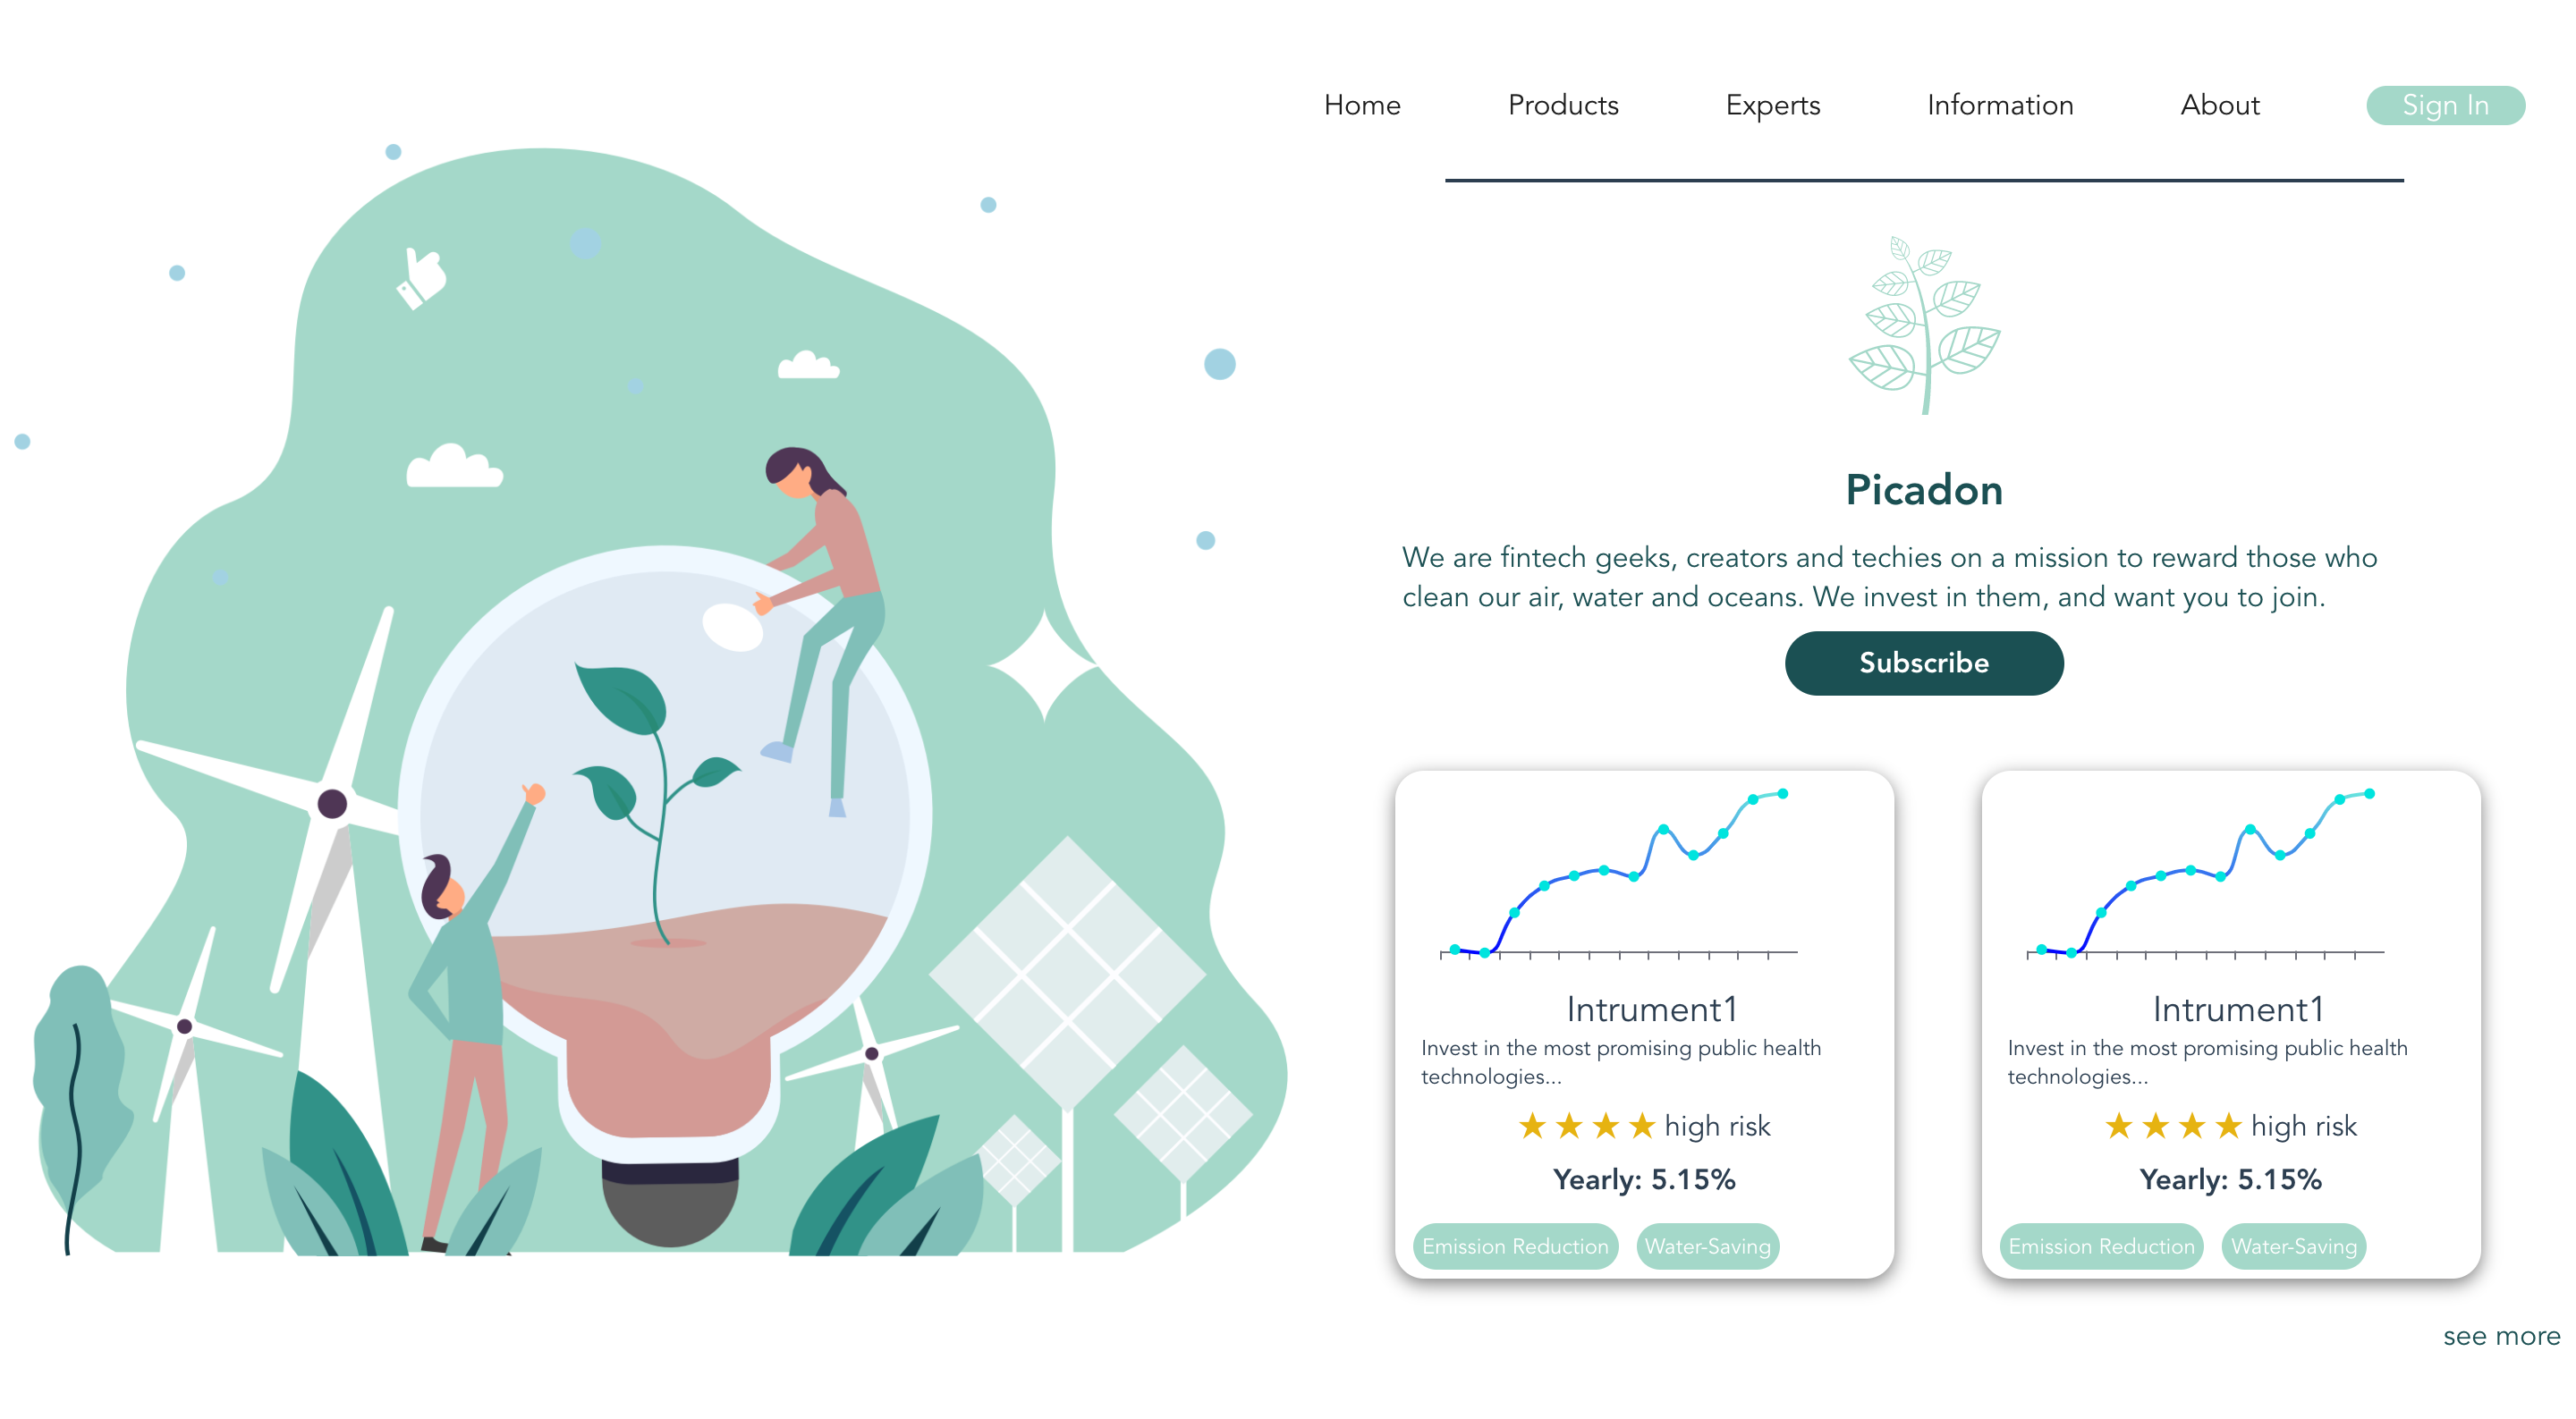 Home Products Experts Information About Sign In
Picadon
We are fintech geeks, creators and techies on a mission to reward those who
clean our air, water and oceans. We invest in them, and want you to join.
Subscribe
Intrument1
Invest in the most promising public health
technologies...
★★★★ high risk
Yearly: 5.15%
Emission Reduction Water-Saving
Intrument1
Invest in the most promising public health
technologies...
★★★★ high risk
Yearly: 5.15%
Emission Reduction Water-Saving
see more